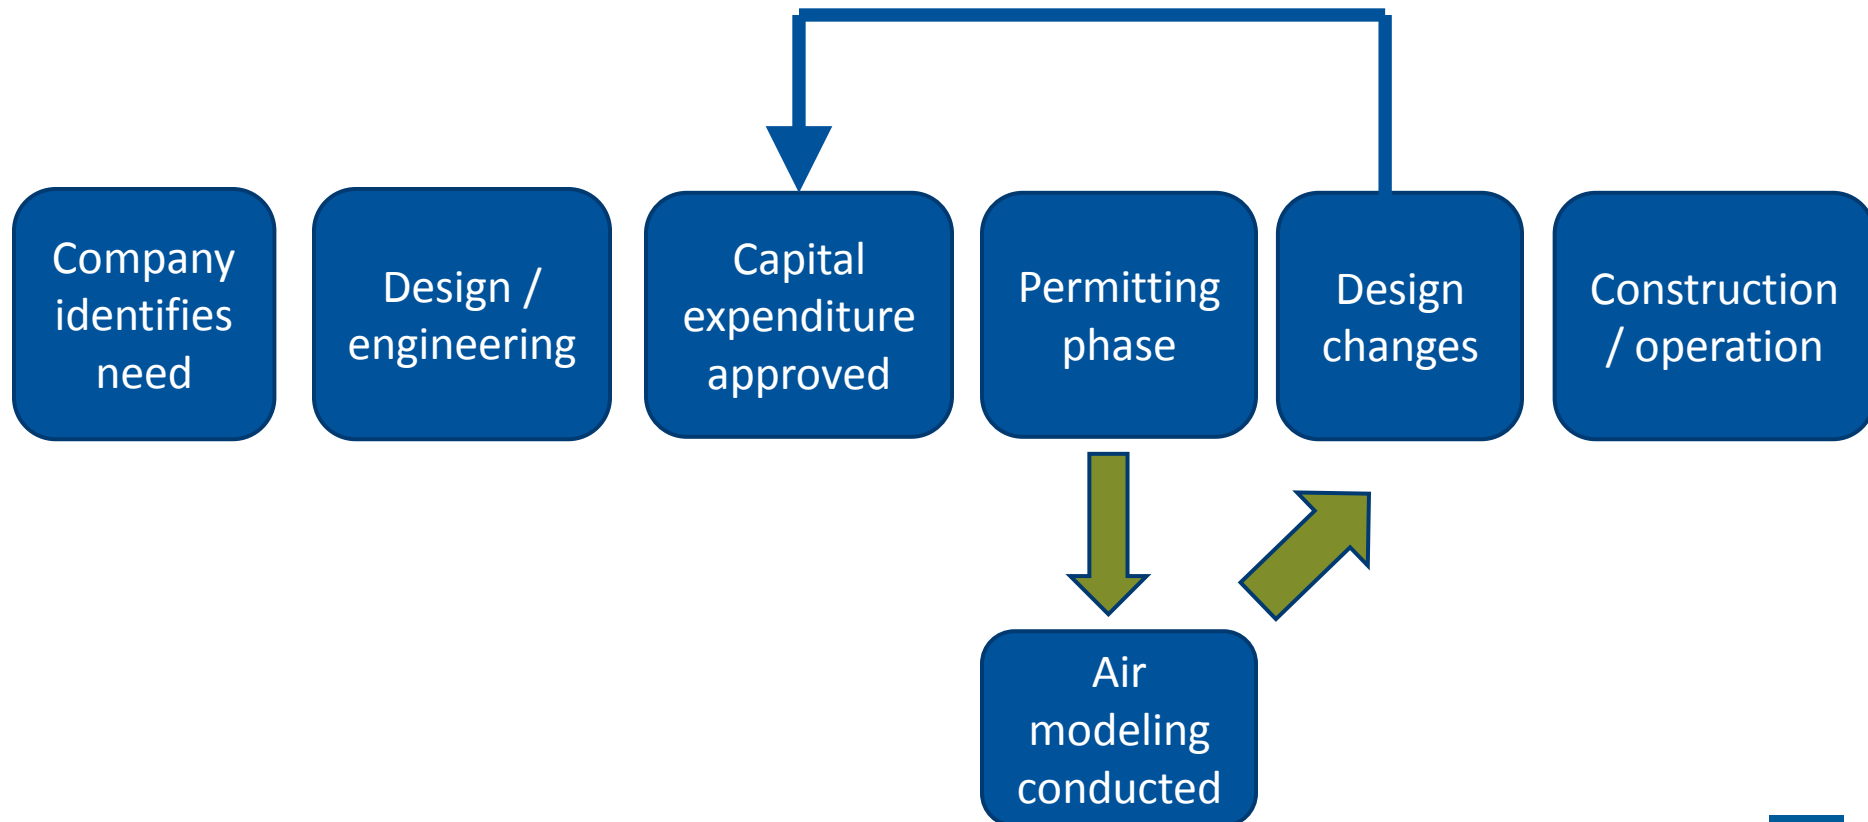 Company
identifies
need
Design /
engineering
Capital
expenditure
approved
Permitting
phase
Design
changes
Construction
/ operation
Air
modeling
conducted